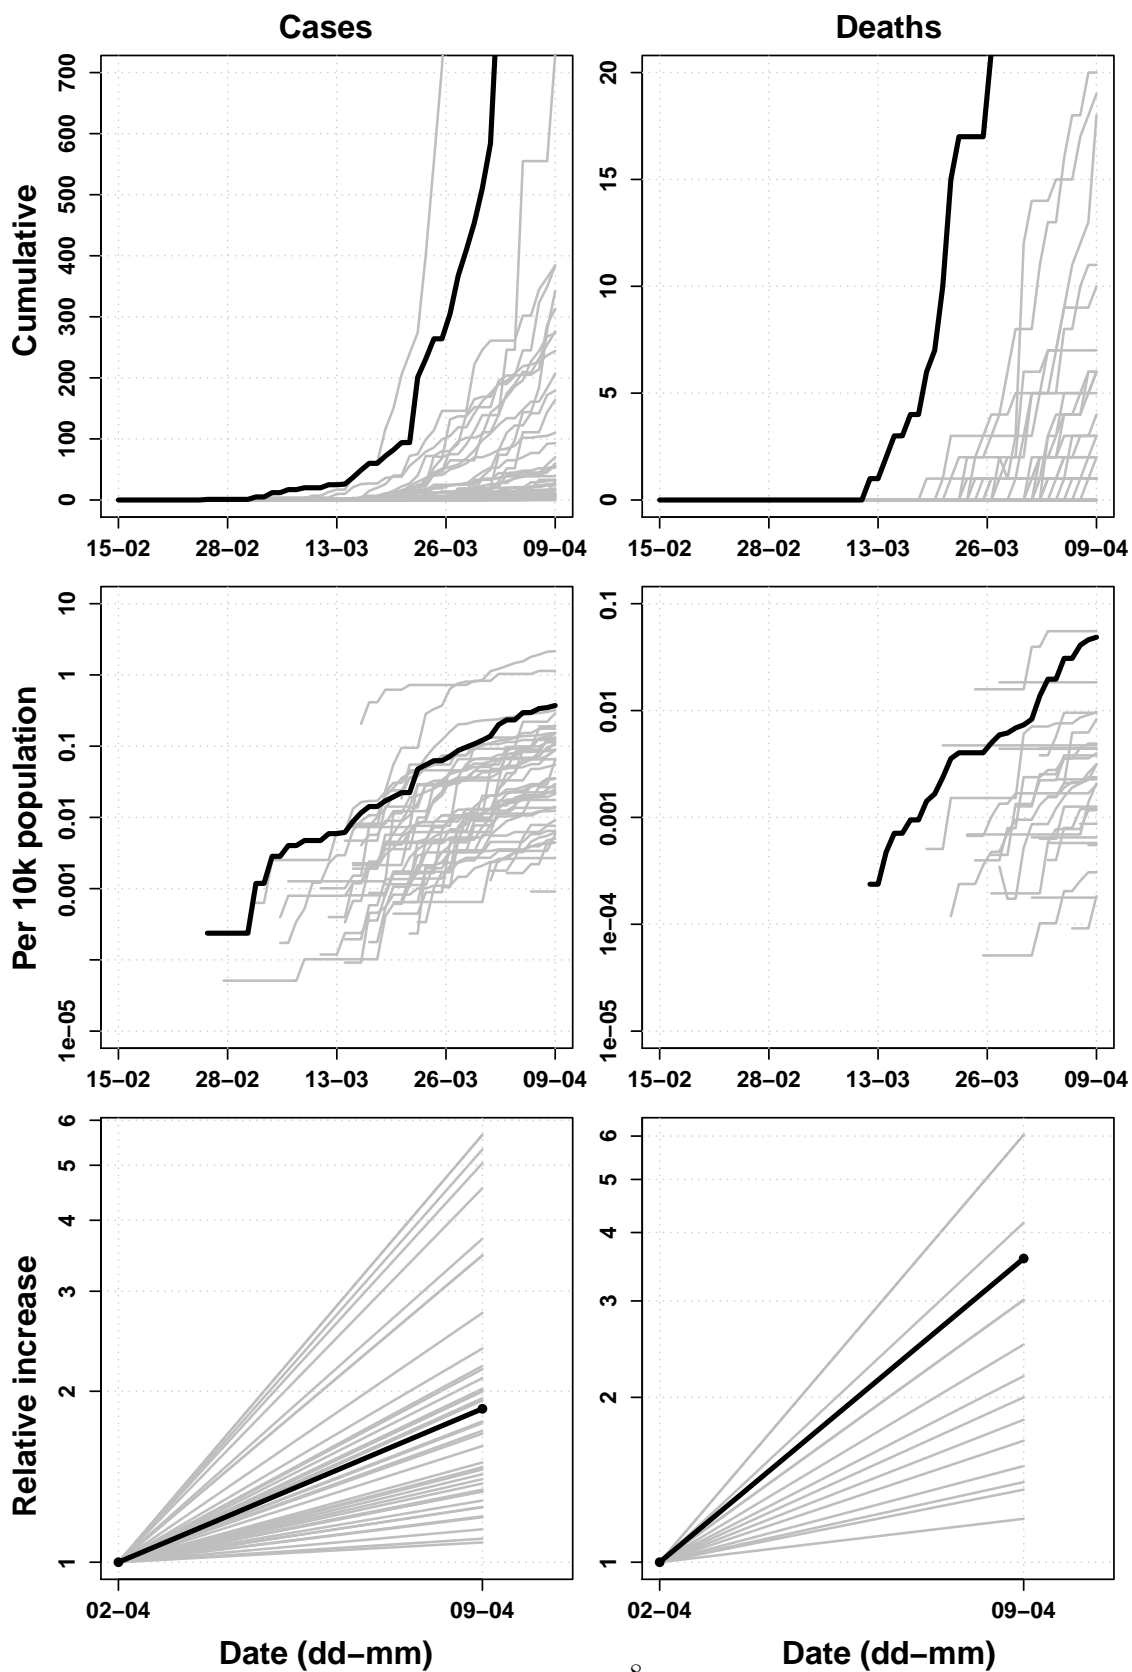 Cases Deaths
Cumulative
700
600
500
400
300
200
100
0
15−02 28−02 13−03 26−03 09−04
20
15
10
5
0
15−02 28−02 13−03 26−03 09−04
Per 10k population
10
1
0.1
0.01
0.001
1e−05
15−02 28−02 13−03 26−03 09−04
0.1
0.01
0.001
1e−04
1e−05
15−02 28−02 13−03 26−03 09−04
Relative increase
6
5
4
3
2
1
02−04 09−04
Date (dd−mm)
6
5
4
3
2
1
02−04 09−04
Date (dd−mm)
8